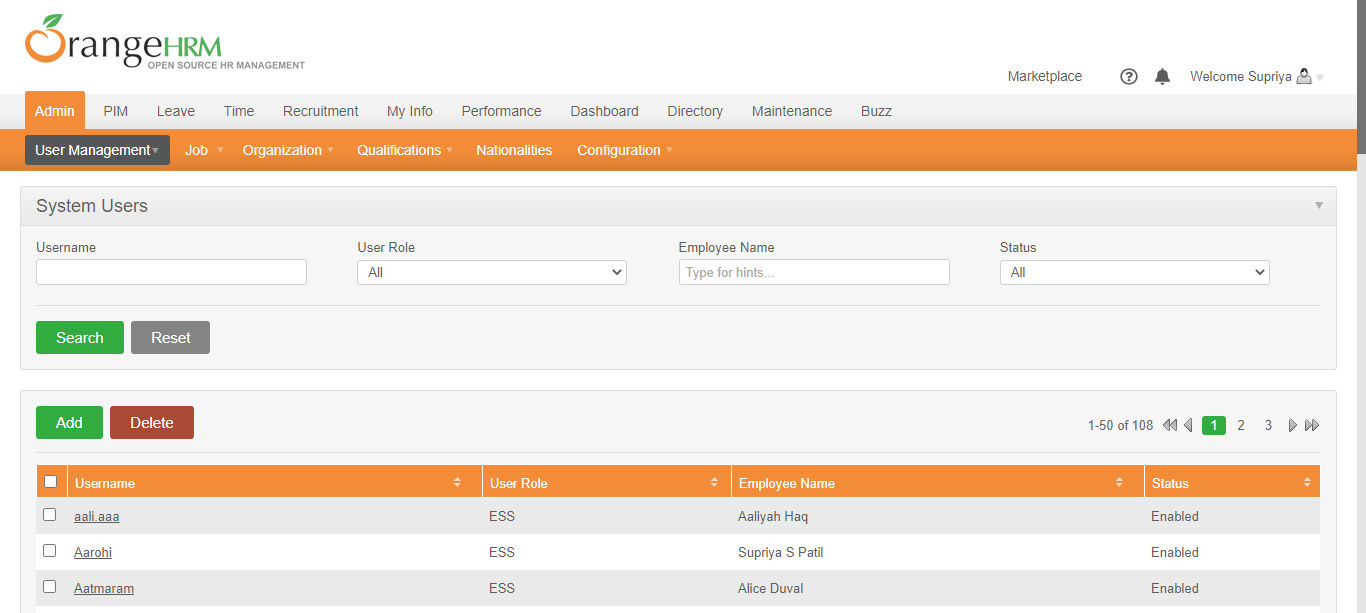 OrangeHRM
OPEN SOURCE HR MANAGEMENT
Marketplace ? Welcome Supriya
Admin PIM Leave Time Recruitment My Info Performance Dashboard Directory Maintenance Buzz
User Management Job Organization Qualifications Nationalities Configuration
System Users
Username User Role Employee Name Status
All Type for hints... All
Search Reset
Add Delete 1-50 of 108 1 2 3
Username User Role Employee Name Status
aali.aaa ESS Aaliyah Haq Enabled
Aarohi ESS Supriya S Patil Enabled
Aatmaram ESS Alice Duval Enabled